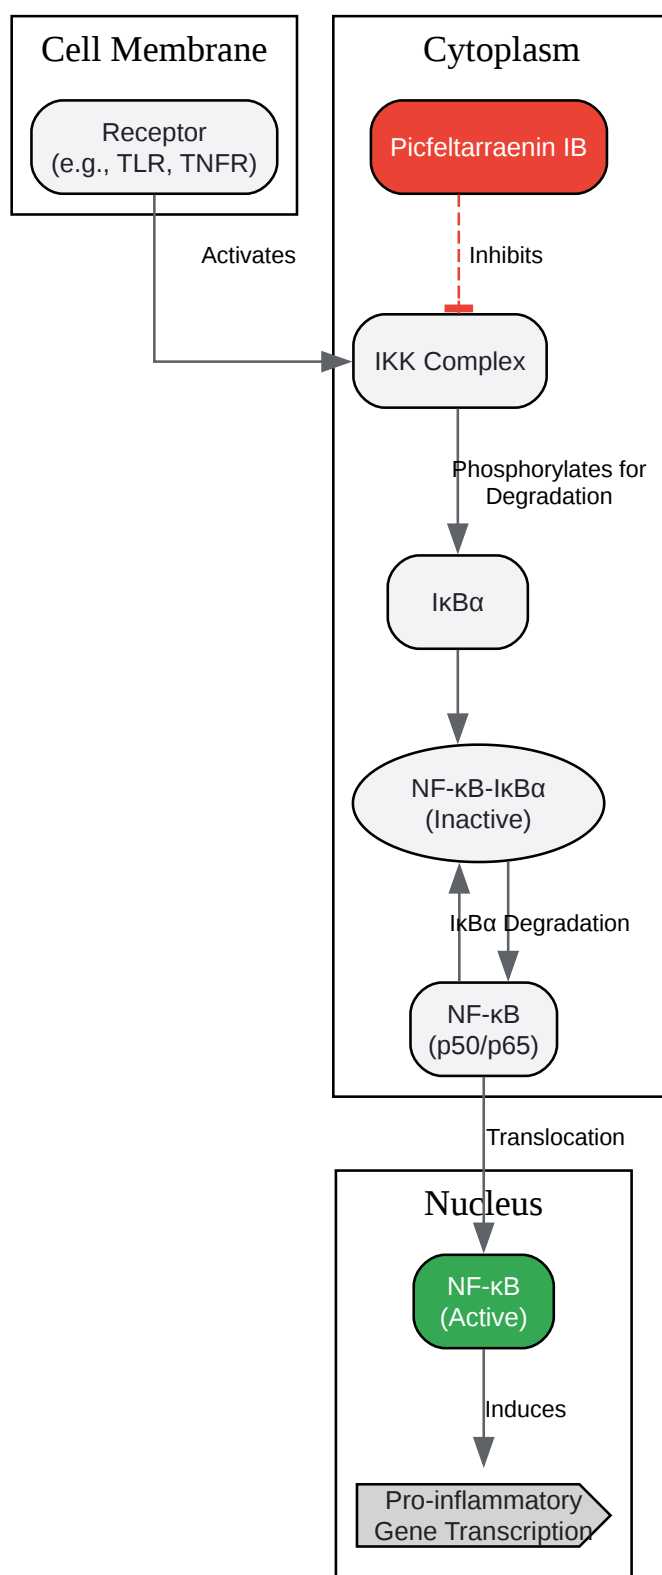 Cell Membrane
Cytoplasm
Receptor
(e.g., TLR, TNFR)
Picfeltarraenin IB
Activates
Inhibits
IKK Complex
Phosphorylates for
Degradation
IκBα
NF-κB-IκBα
(Inactive)
IκBα Degradation
NF-κB
(p50/p65)
Translocation
Nucleus
NF-κB
(Active)
Induces
Pro-inflammatory
Gene Transcription